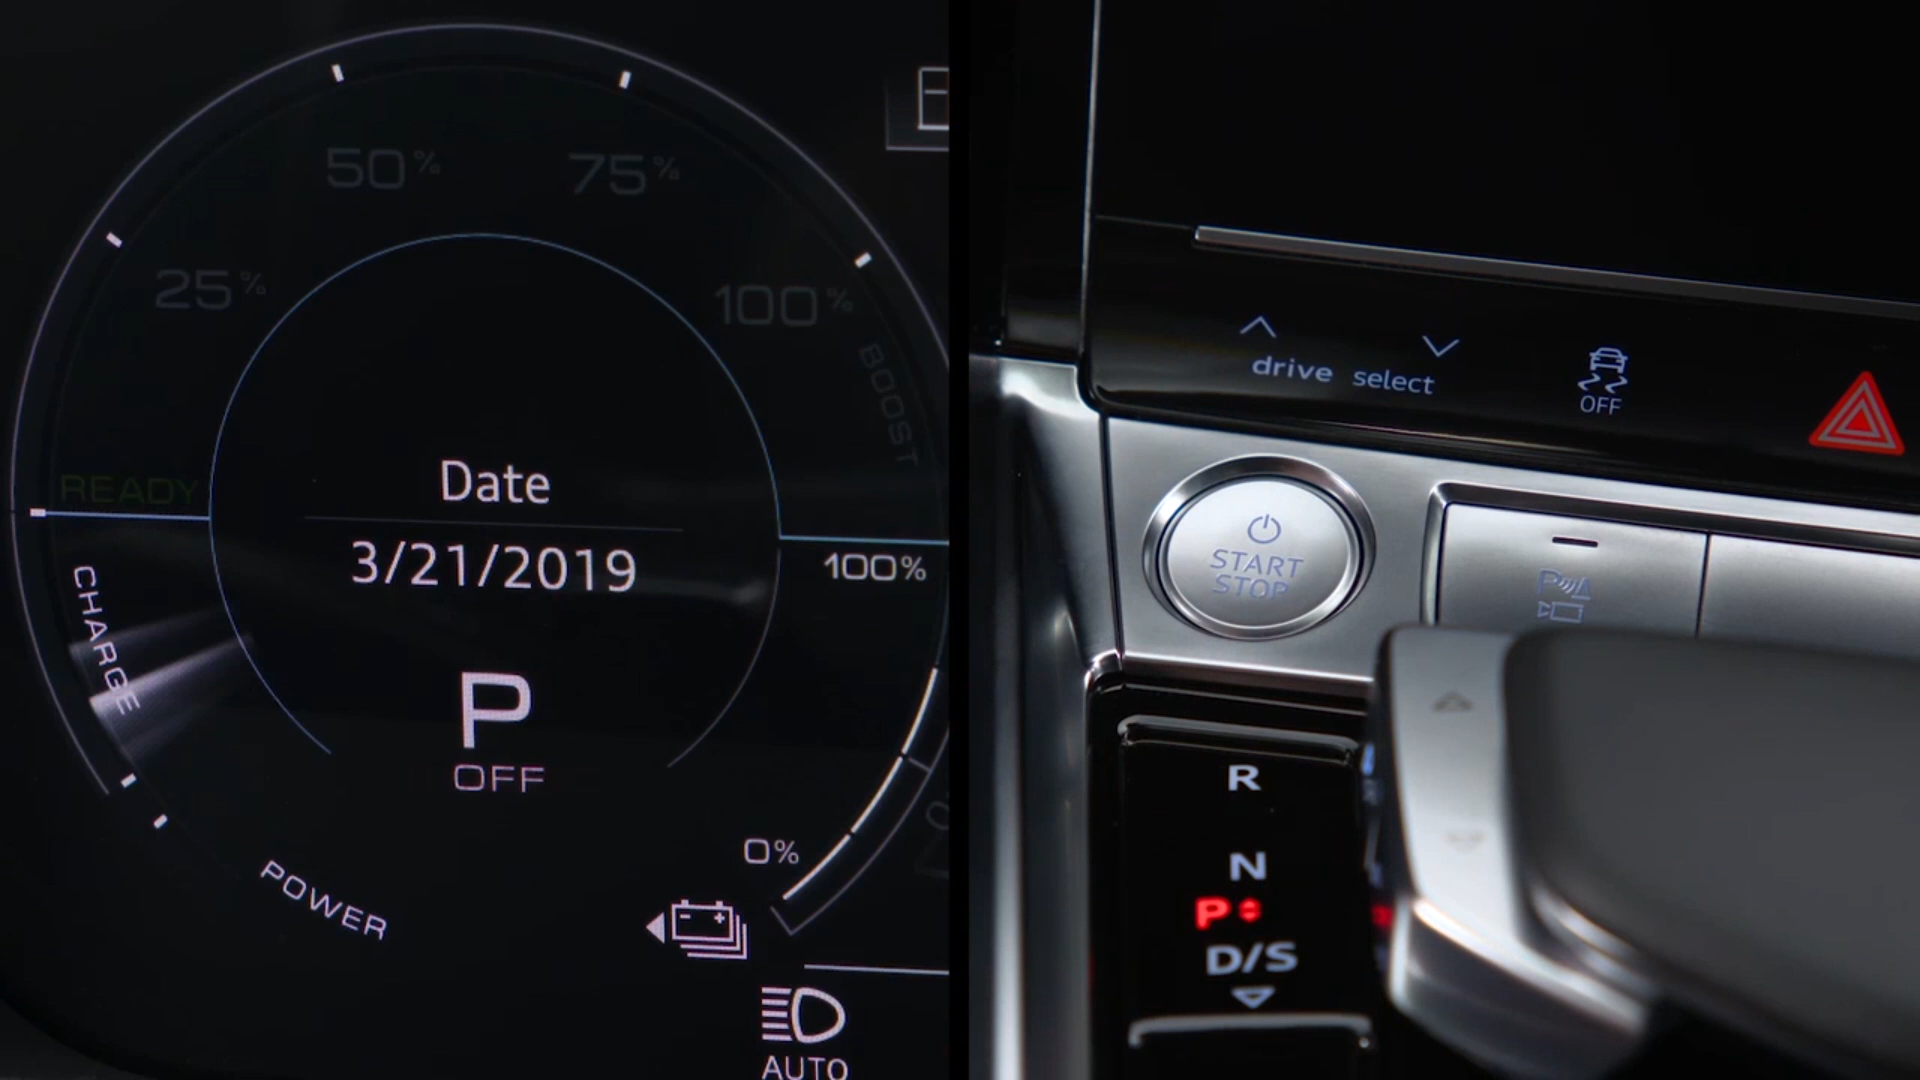 50%
75%
25%
100%
BOOST
READY
Date
3/21/2019
100%
CHARGE
P
OFF
0%
POWER
AUTO
drive select
OFF
START
STOP
P
R
N
P
D/S